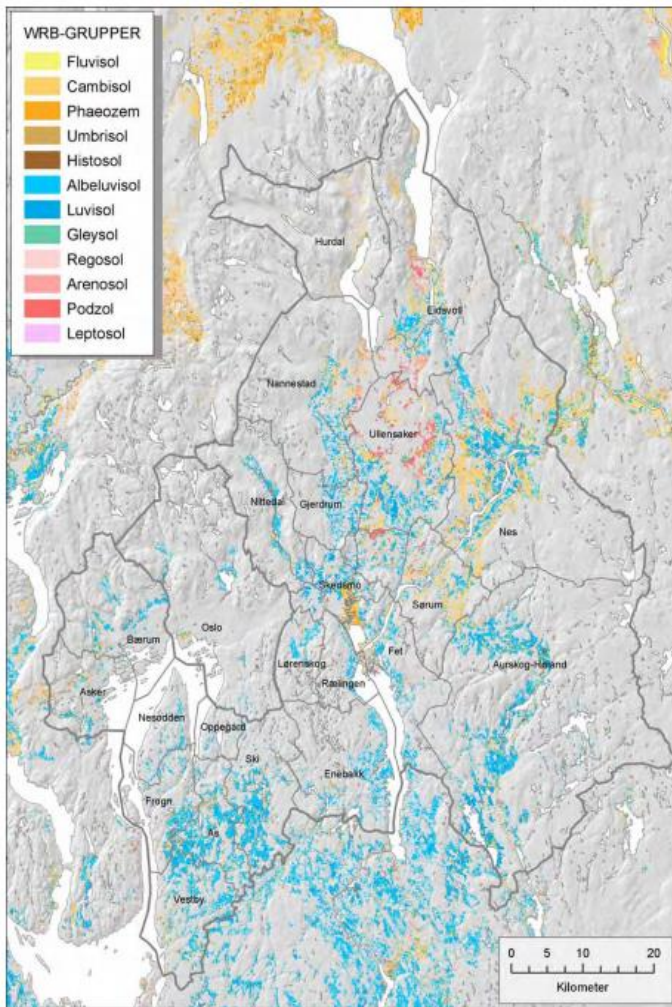 WRB-GRUPPER
Fluvisol
Cambisol
Phaeozem
Umbrisol
Histosol
Albeluvisol
Luvisol
Gleysol
Regosol
Arenosol
Podzol
Leptosol
Hurdal
Eidsvoll
Nannestad
Ullensaker
Nittedal
Gjerdrum
Nes
Skedsmo
Sørum
Bærum
Oslo
Lørenskog
Fet
Aurskog-Høland
Asker
Rælingen
Nesodden
Oppegård
Ski
Enebakk
Frogn
Ås
Vestby
0 5 10 20
Kilometer